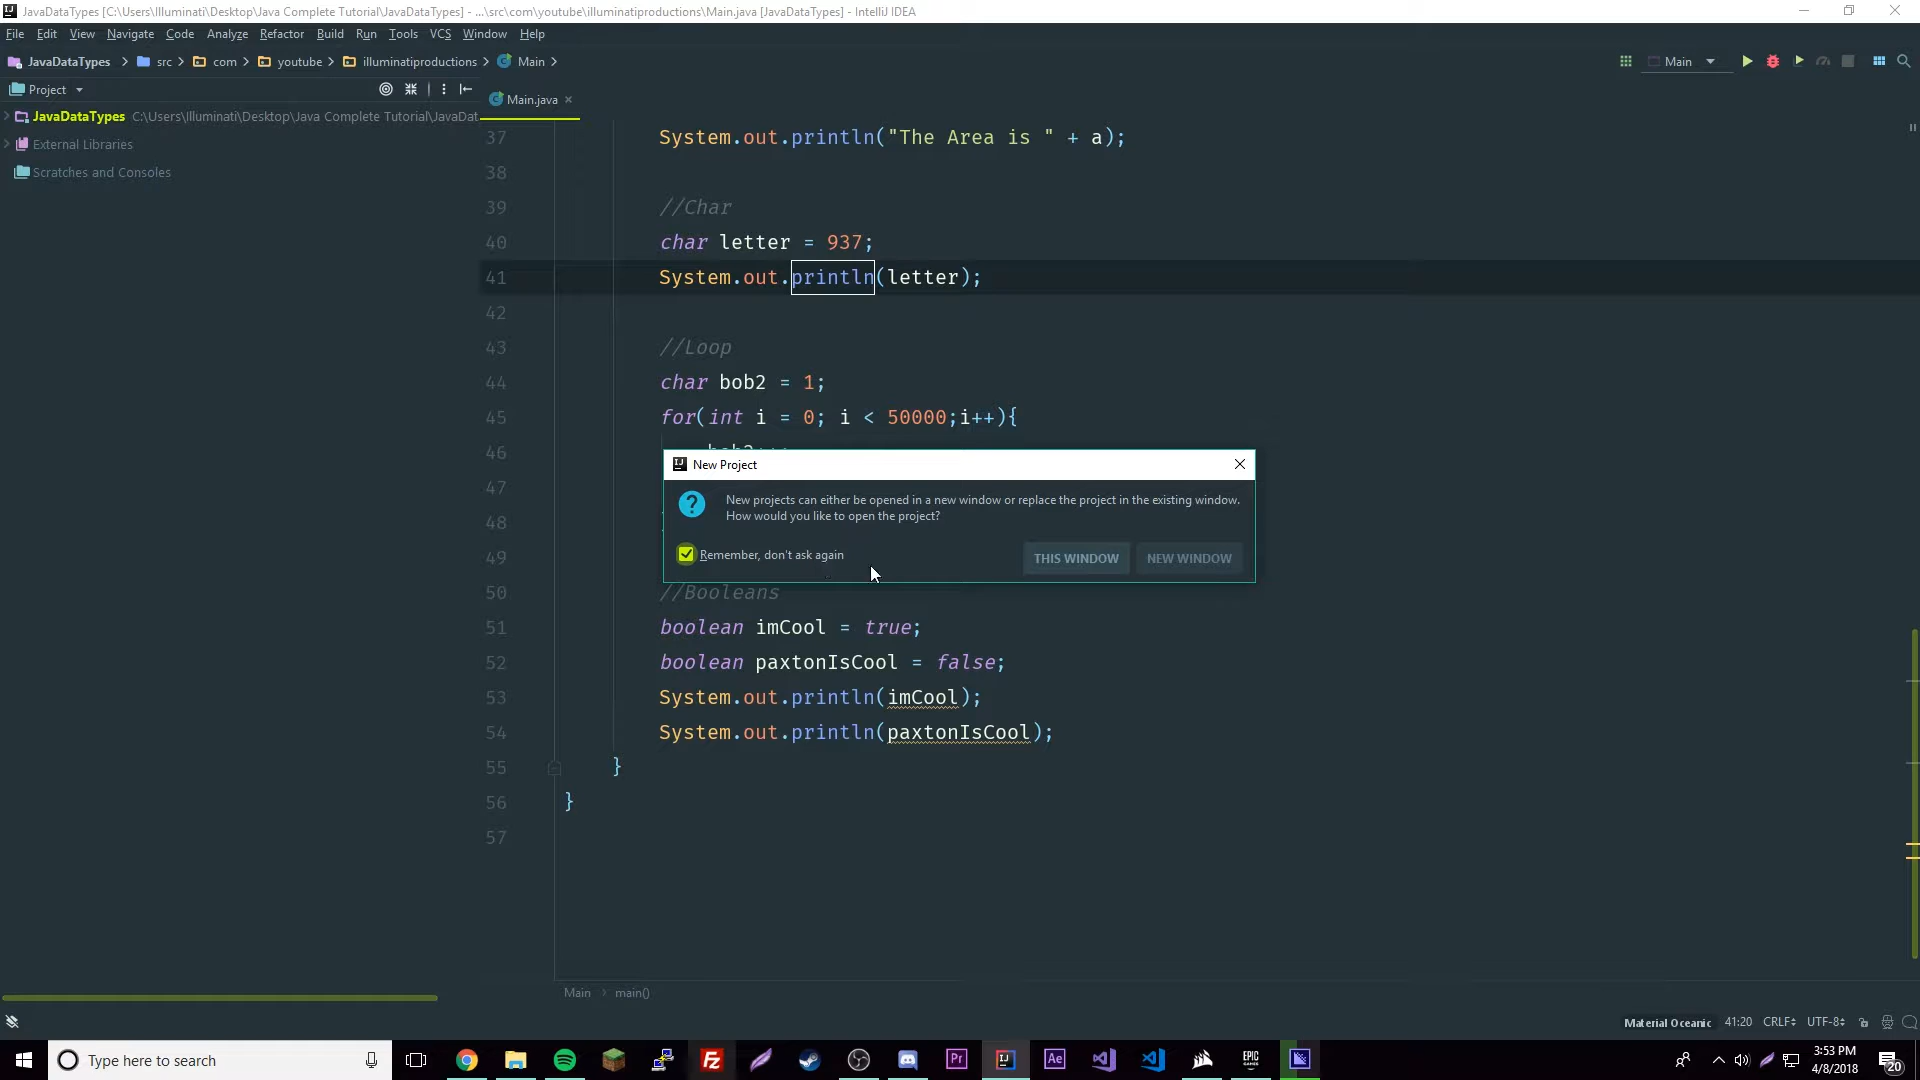 JavaDataTypes [C:\Users\Illuminati\Desktop\Java Complete Tutorial\JavaDataTypes] - ...\src\com\youtube\illuminatiproductions\Main.java [JavaDataTypes] - IntelliJ IDEA
File Edit View Navigate Code Analyze Refactor Build Run Tools VCS Window Help
JavaDataTypes src com youtube illuminatiproductions Main
Main
Project
Main.java
JavaDataTypes C:\Users\Illuminati\Desktop\Java Complete Tutorial\JavaDat
External Libraries
Scratches and Consoles
37 System.out.println("The Area is " + a);
38
39 //Char
40 char letter = 937;
41 System.out.println(letter);
42
43 //Loop
44 char bob2 = 1;
45 for(int i = 0; i < 50000;i++){
46
47
48
49
New Project
New projects can either be opened in a new window or replace the project in the existing window.
How would you like to open the project?
Remember, don't ask again
THIS WINDOW NEW WINDOW
50 //Booleans
51 boolean imCool = true;
52 boolean paxtonIsCool = false;
53 System.out.println(imCool);
54 System.out.println(paxtonIsCool);
55 }
56 }
57
Main main()
Material Oceanic 41:20 CRLF UTF-8
Type here to search
3:53 PM
4/8/2018
20